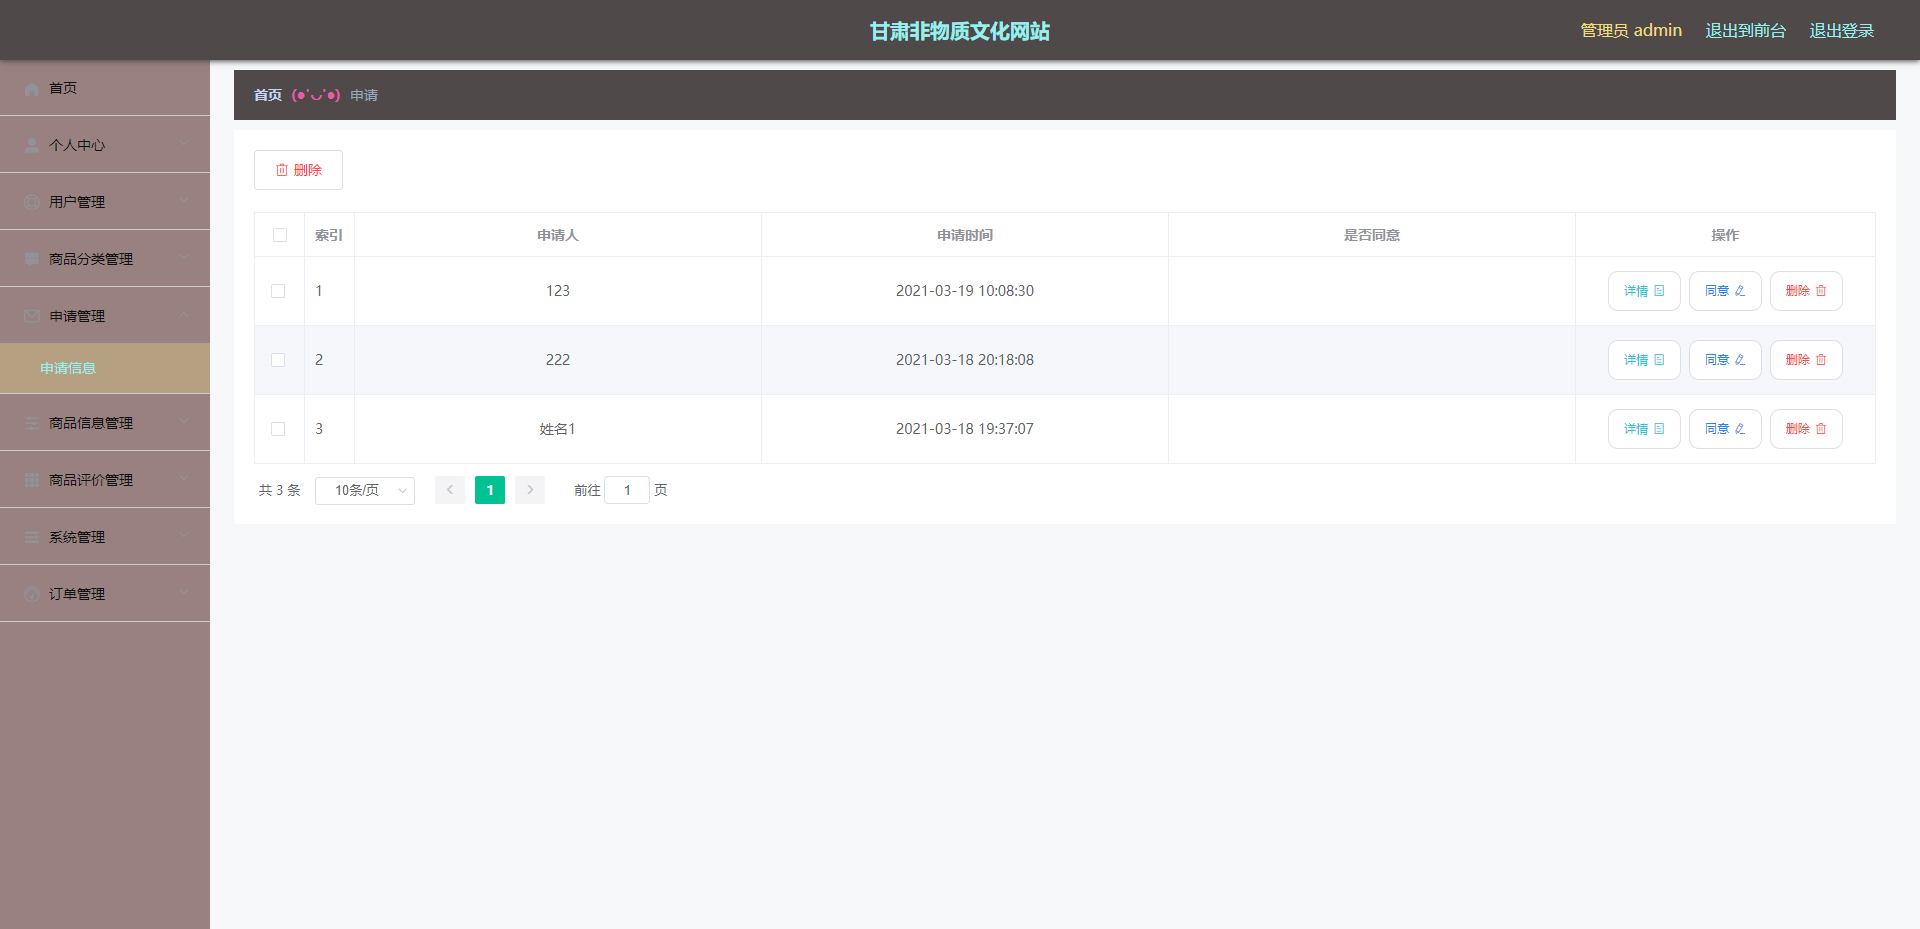 甘肃非物质文化网站
管理员 admin 退出到前台 退出登录
首页
个人中心
用户管理
商品分类管理
申请管理
申请信息
商品信息管理
商品评价管理
系统管理
订单管理
首页 (●'◡'●) 申请
删除
索引 申请人 申请时间 是否同意 操作
1 123 2021-03-19 10:08:30 详情 同意 删除
2 222 2021-03-18 20:18:08 详情 同意 删除
3 姓名1 2021-03-18 19:37:07 详情 同意 删除
共 3 条 10条/页 1 前往 1 页